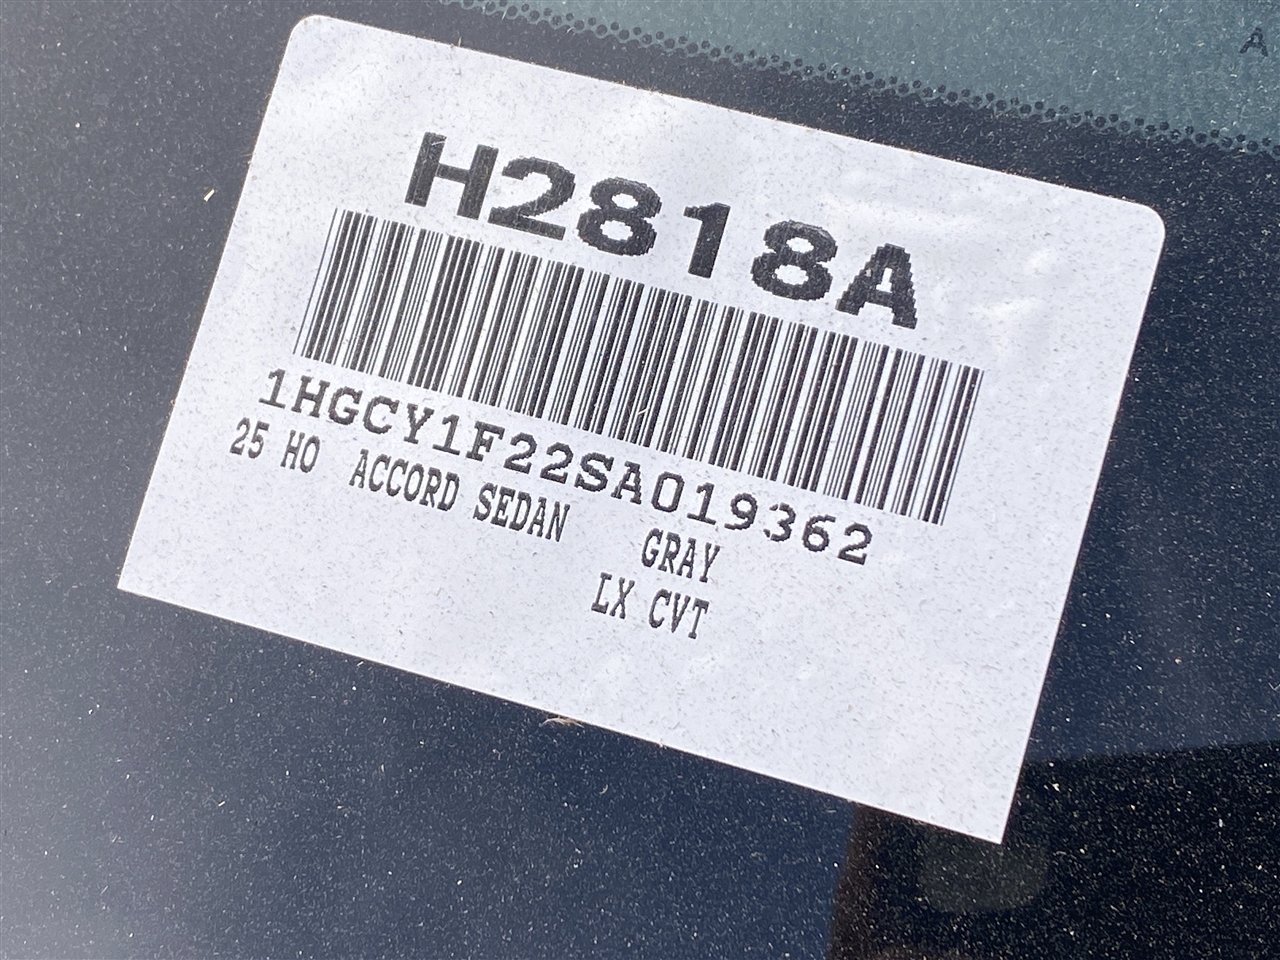 A
H2818A
1HGCY1F22SA019362
25 HO ACCORD SEDAN GRAY
LX CVT